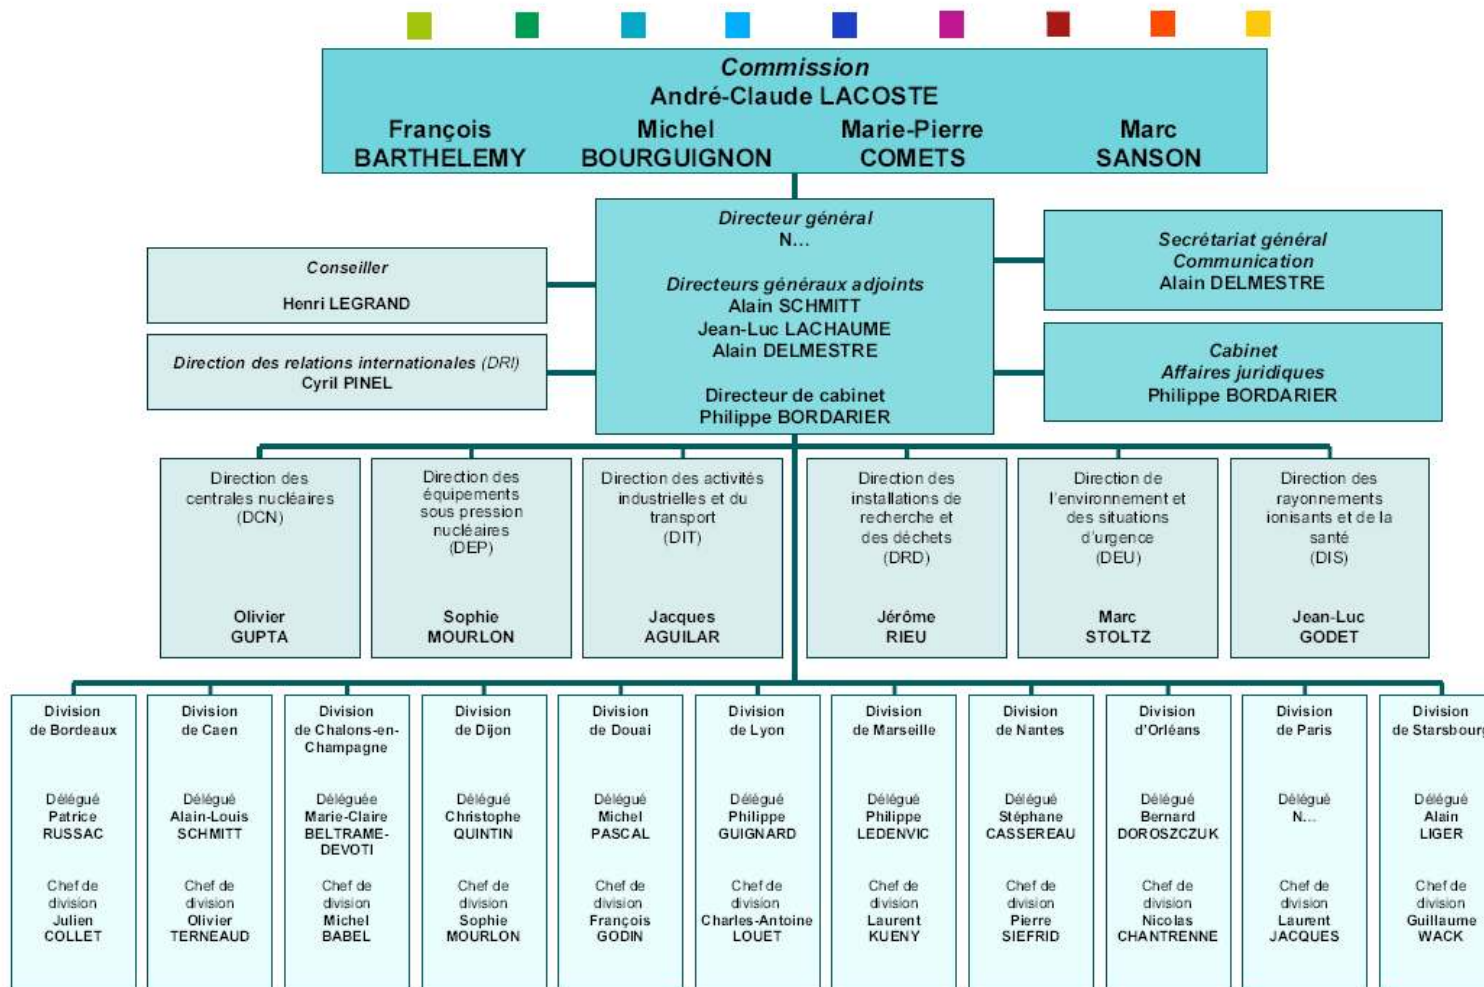 Commission
André-Claude LACOSTE
François
BARTHELEMY
Michel
BOURGUIGNON
Marie-Pierre
COMETS
Marc
SANSON
Directeur général
N...
Directeurs généraux adjoints
Alain SCHMITT
Jean-Luc LACHAUME
Alain DELMESTRE
Directeur de cabinet
Philippe BORDARIER
Conseiller
Henri LEGRAND
Direction des relations internationales (DRI)
Cyril PINEL
Secrétariat général
Communication
Alain DELMESTRE
Cabinet
Affaires juridiques
Philippe BORDARIER
Direction des
centrales nucléaires
(DCN)
Olivier
GUPTA
Direction des
équipements
sous pression
nucléaires
(DEP)
Sophie
MOURLON
Direction des activités
industrielles et du
transport
(DIT)
Jacques
AGUILAR
Direction des
installations de
recherche et
des déchets
(DRD)
Jérôme
RIEU
Direction de
l'environnement et
des situations
d'urgence
(DEU)
Marc
STOLTZ
Direction des
rayonnements
ionisants et de la
santé
(DIS)
Jean-Luc
GODET
Division
de Bordeaux
Délégué
Patrice
RUSSAC
Chef de
division
Julien
COLLET
Division
de Caen
Délégué
Alain-Louis
SCHMITT
Chef de
division
Olivier
TERNEAUD
Division
de Chalons-en-
Champagne
Déléguée
Marie-Claire
BELTRAME-
DEVOTI
Chef de
division
Michel
BABEL
Division
de Dijon
Délégué
Christophe
QUINTIN
Chef de
division
Sophie
MOURLON
Division
de Douai
Délégué
Michel
PASCAL
Chef de
division
François
GODIN
Division
de Lyon
Délégué
Philippe
GUIGNARD
Chef de
division
Charles-Antoine
LOUET
Division
de Marseille
Délégué
Philippe
LEDENVIC
Chef de
division
Laurent
KUENY
Division
de Nantes
Délégué
Stéphane
CASSEREAU
Chef de
division
Pierre
SIEFRID
Division
d'Orléans
Délégué
Bernard
DOROSZCZUK
Chef de
division
Nicolas
CHANTRENNE
Division
de Paris
Délégué
N...
Chef de
division
Laurent
JACQUES
Division
de Starsbourg
Délégué
Alain
LIGER
Chef de
division
Guillaume
WACK